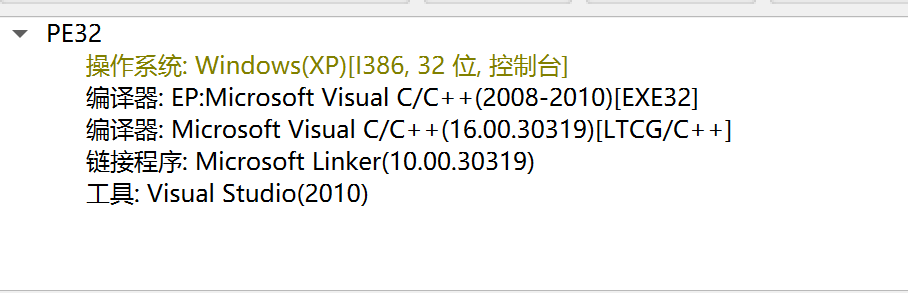 PE32
操作系统: Windows(XP)[I386, 32 位, 控制台]
编译器: EP:Microsoft Visual C/C++(2008-2010)[EXE32]
编译器: Microsoft Visual C/C++(16.00.30319)[LTCG/C++]
链接程序: Microsoft Linker(10.00.30319)
工具: Visual Studio(2010)